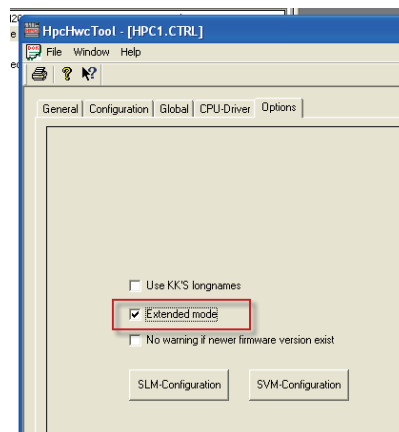 HpcHwcTool - [HPC1.CTRL]
File Window Help
General Configuration Global CPU-Driver Options
Use KK'S longnames
Extended mode
No warning if newer firmware version exist
SLM-Configuration SVM-Configuration